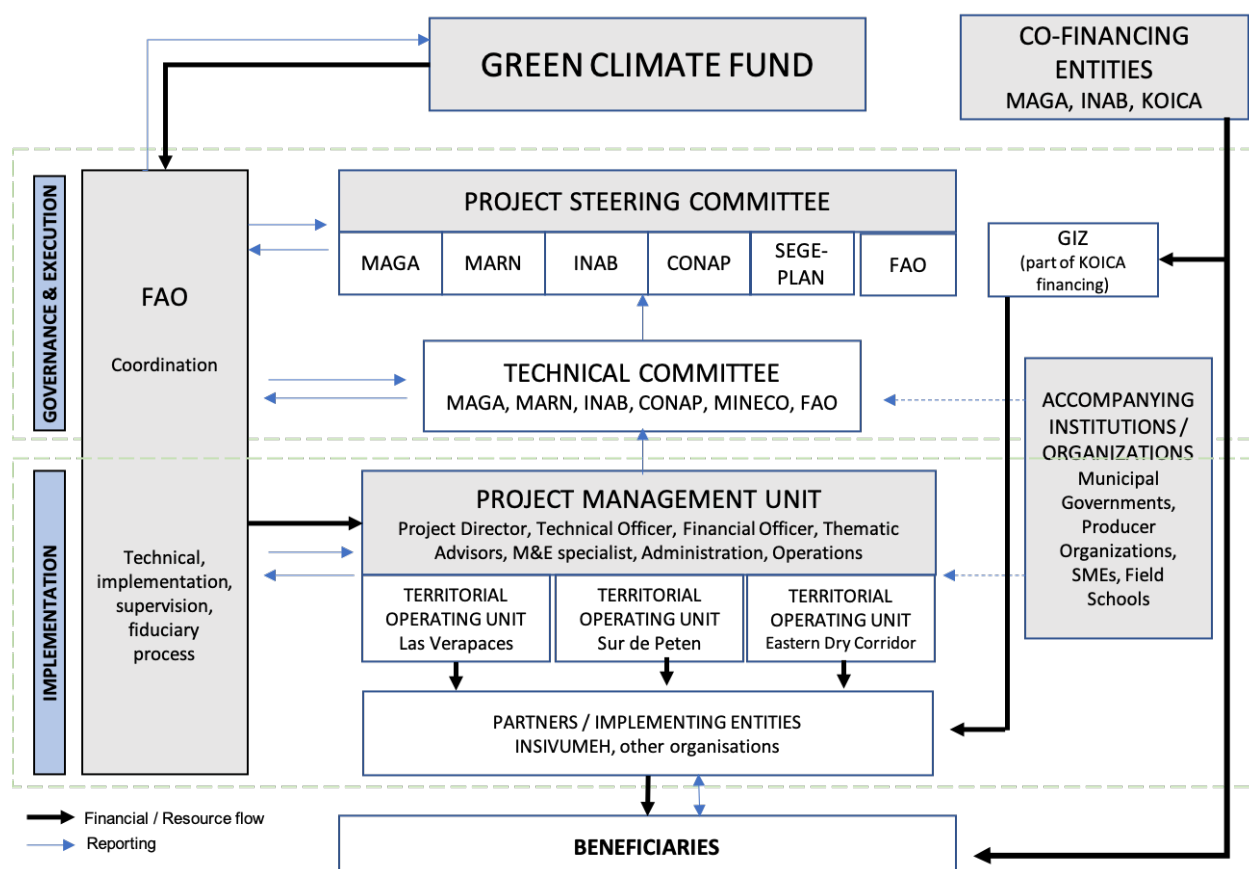 GREEN CLIMATE FUND
CO-FINANCING
ENTITIES
MAGA, INAB, KOICA
GOVERNANCE & EXECUTION
FAO
Coordination
PROJECT STEERING COMMITTEE
MAGA
MARN
INAB
CONAP
SEGE-
PLAN
FAO
GIZ
(part of KOICA
financing)
TECHNICAL COMMITTEE
MAGA, MARN, INAB, CONAP, MINECO, FAO
ACCOMPANYING
INSTITUTIONS /
ORGANIZATIONS
Municipal
Governments,
Producer
Organizations,
SMEs, Field
Schools
IMPLEMENTATION
Technical,
implementation,
supervision,
fiduciary
process
PROJECT MANAGEMENT UNIT
Project Director, Technical Officer, Financial Officer, Thematic
Advisors, M&E specialist, Administration, Operations
TERRITORIAL
OPERATING UNIT
Las Verapaces
TERRITORIAL
OPERATING UNIT
Sur de Peten
TERRITORIAL
OPERATING UNIT
Eastern Dry Corridor
PARTNERS / IMPLEMENTING ENTITIES
INSIVUMEH, other organisations
Financial / Resource flow
Reporting
BENEFICIARIES